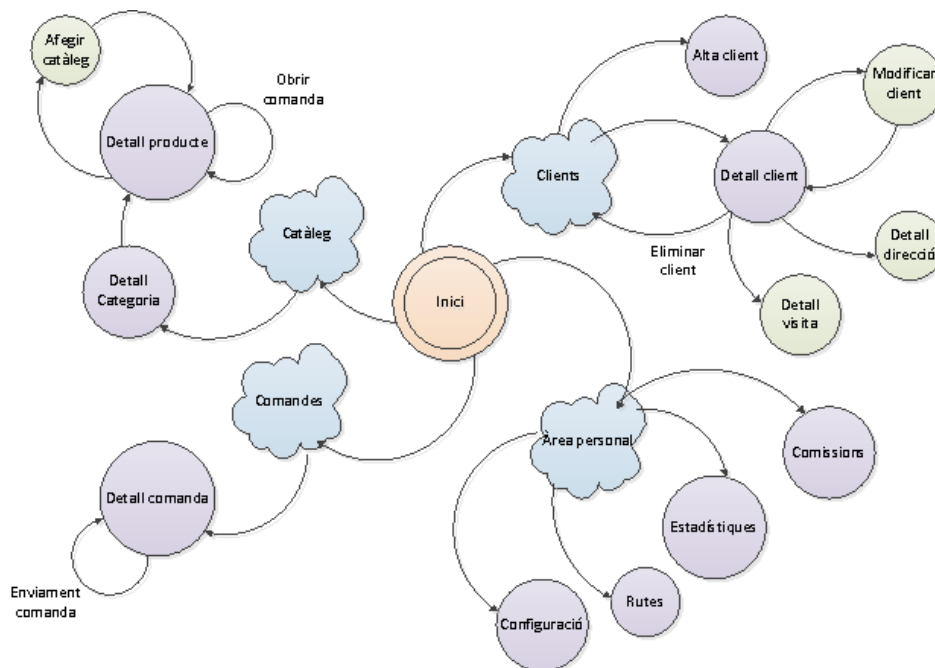 Afegir
catàleg
Obrir
comanda
Detall producte
Alta client
Modificar
client
Clients
Detall client
Catàleg
Detall
Categoria
Eliminar
client
Detall
direcció
Inici
Detall
visita
Comandes
Àrea personal
Comissions
Detall comanda
Estadístiques
Enviament
comanda
Configuració
Rutes